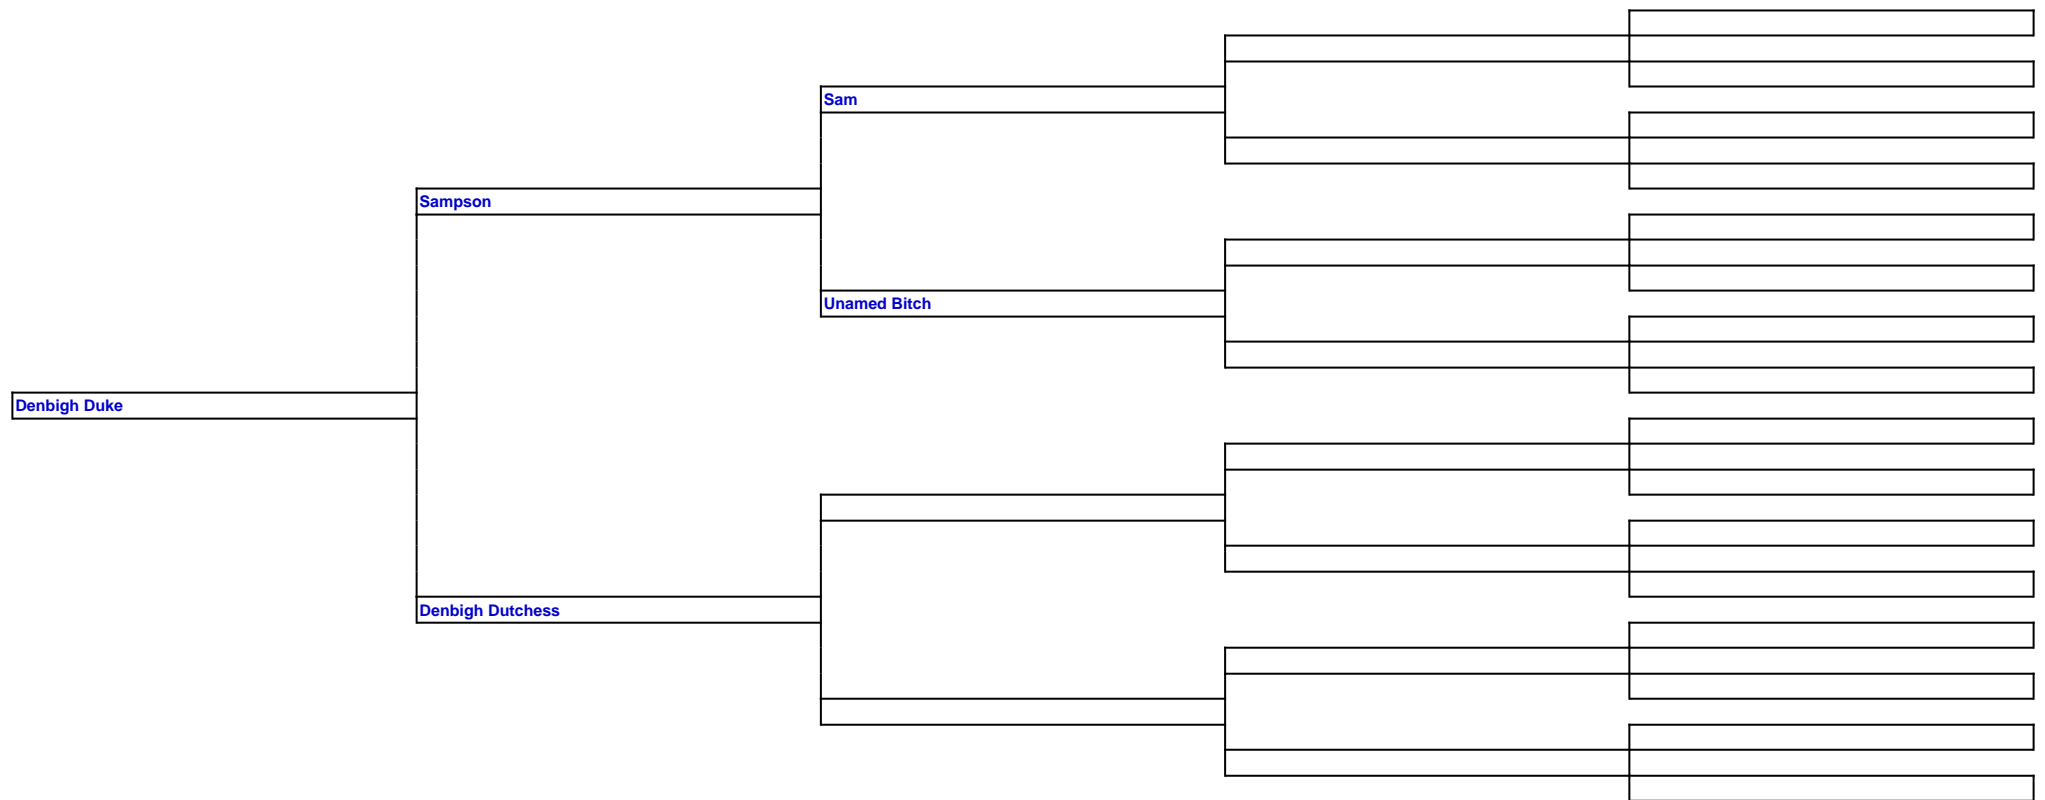 Sam
Sampson
Unamed Bitch
Denbigh Duke
Denbigh Dutchess